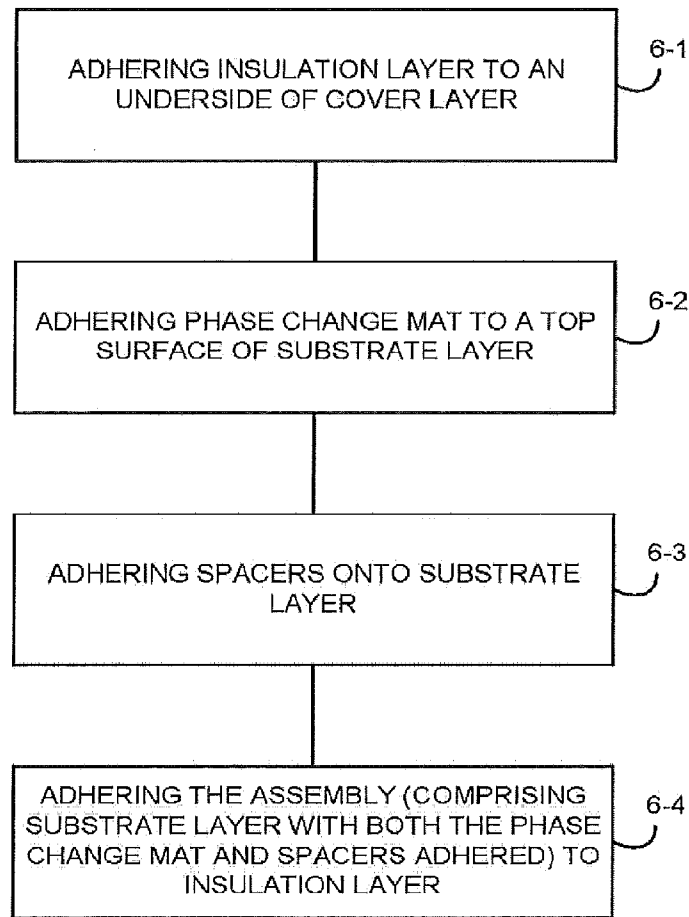 ADHERING INSULATION LAYER TO AN
UNDERSIDE OF COVER LAYER
6-1
ADHERING PHASE CHANGE MAT TO A TOP
SURFACE OF SUBSTRATE LAYER
6-2
ADHERING SPACERS ONTO SUBSTRATE
LAYER
6-3
ADHERING THE ASSEMBLY (COMPRISING
SUBSTRATE LAYER WITH BOTH THE PHASE
CHANGE MAT AND SPACERS ADHERED) TO
INSULATION LAYER
6-4